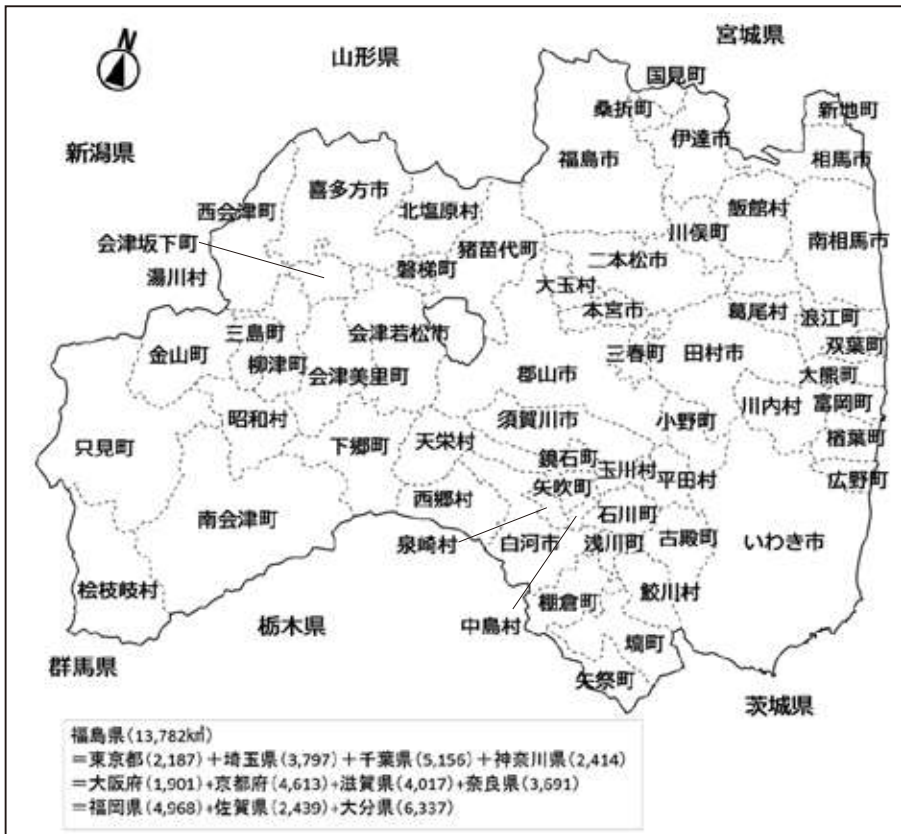 N
宮城県
山形県
国見町
桑折町
新地町
伊達市
新潟県
福島市
相馬市
喜多方市
西会津町
北塩原村
飯舘村
川俣町
会津坂下町
猪苗代町
南相馬市
二本松市
湯川村
磐梯町
大玉村
本宮市
葛尾村
浪江町
三島町
会津若松市
双葉町
金山町
三春町
田村市
柳津町
会津美里町
郡山市
大熊町
川内村
富岡町
昭和村
須賀川市
小野町
只見町
下郷町
天栄村
楢葉町
鏡石町
玉川村
平田村
広野町
矢吹町
西郷村
石川町
南会津町
古殿町
いわき市
泉崎村
白河市
浅川町
桧枝岐村
鮫川村
棚倉町
栃木県
中島村
塙町
群馬県
矢祭町
茨城県
福島県(13,782㎢)
＝東京都(2,187)＋埼玉県(3,797)＋千葉県(5,156)＋神奈川県(2,414)
＝大阪府(1,901)+京都府(4,613)+滋賀県(4,017)+奈良県(3,691)
＝福岡県(4,968)+佐賀県(2,439)+大分県(6,337)